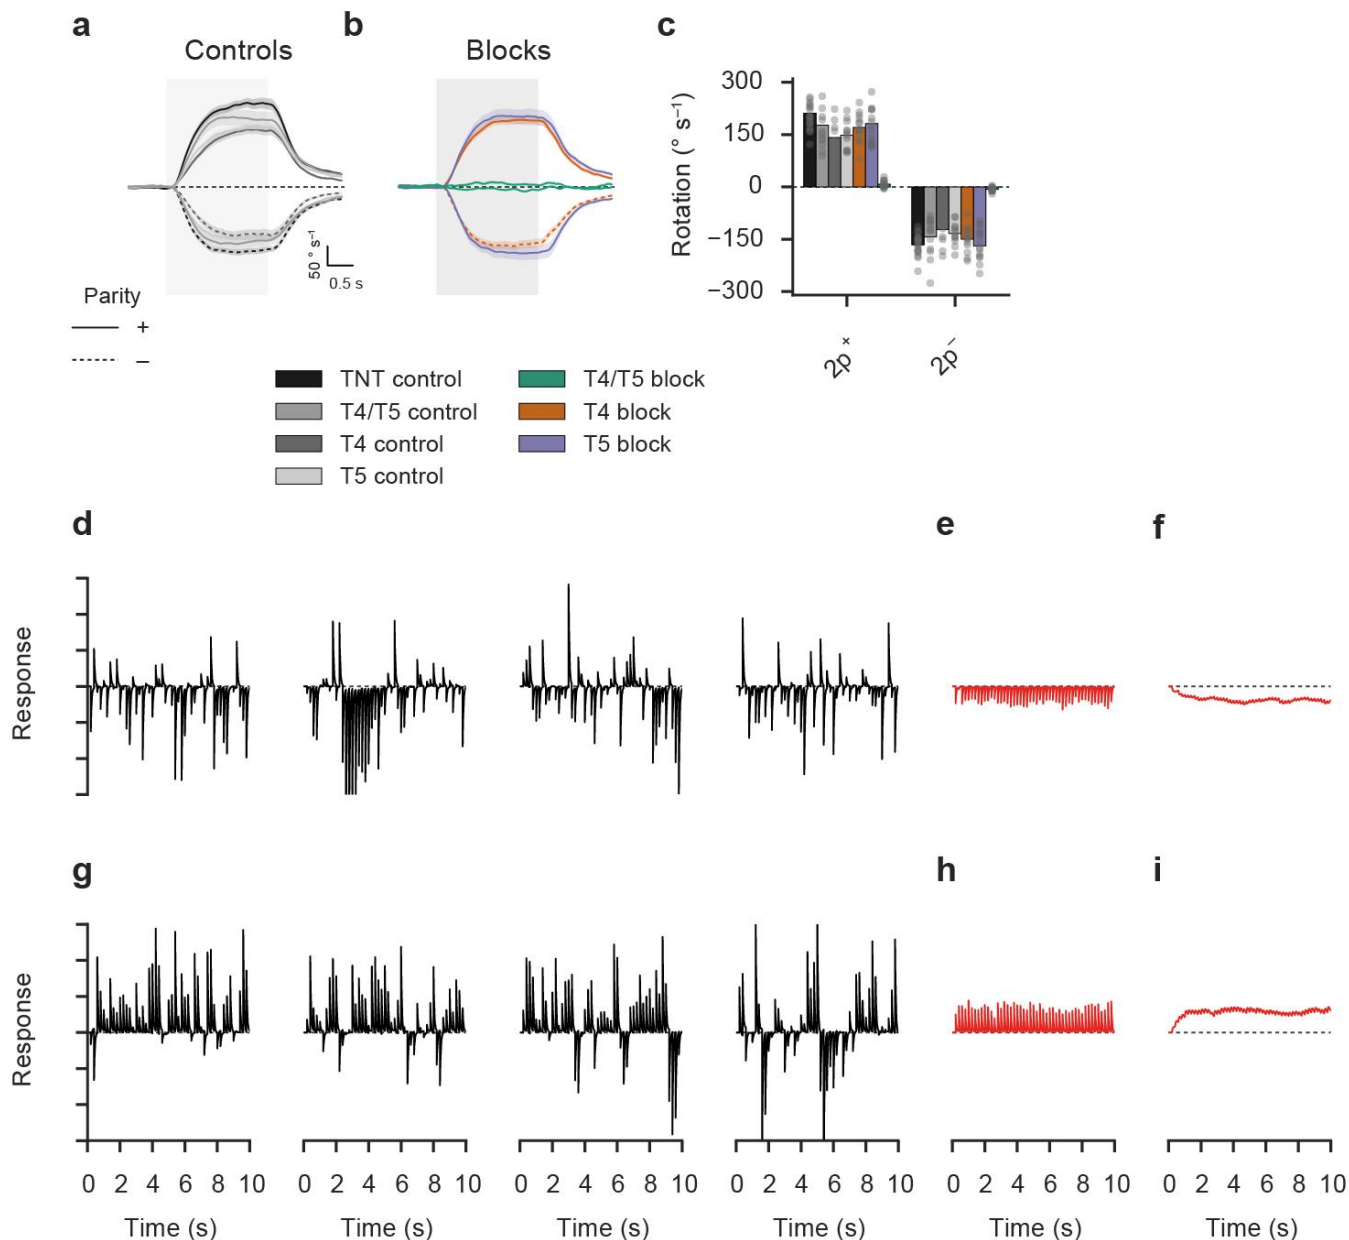 a
b
c
Controls
Blocks
50 ° s⁻¹
0.5 s
Parity
+
−
Rotation (° s⁻¹)
300
150
0
−150
−300
2p⁺
2p⁻
TNT control
T4/T5 control
T4 control
T5 control
T4/T5 block
T4 block
T5 block
d
e
f
Response
g
h
i
Response
0 2 4 6 8 10
0 2 4 6 8 10
0 2 4 6 8 10
0 2 4 6 8 10
0 2 4 6 8 10
0 2 4 6 8 10
Time (s)
Time (s)
Time (s)
Time (s)
Time (s)
Time (s)